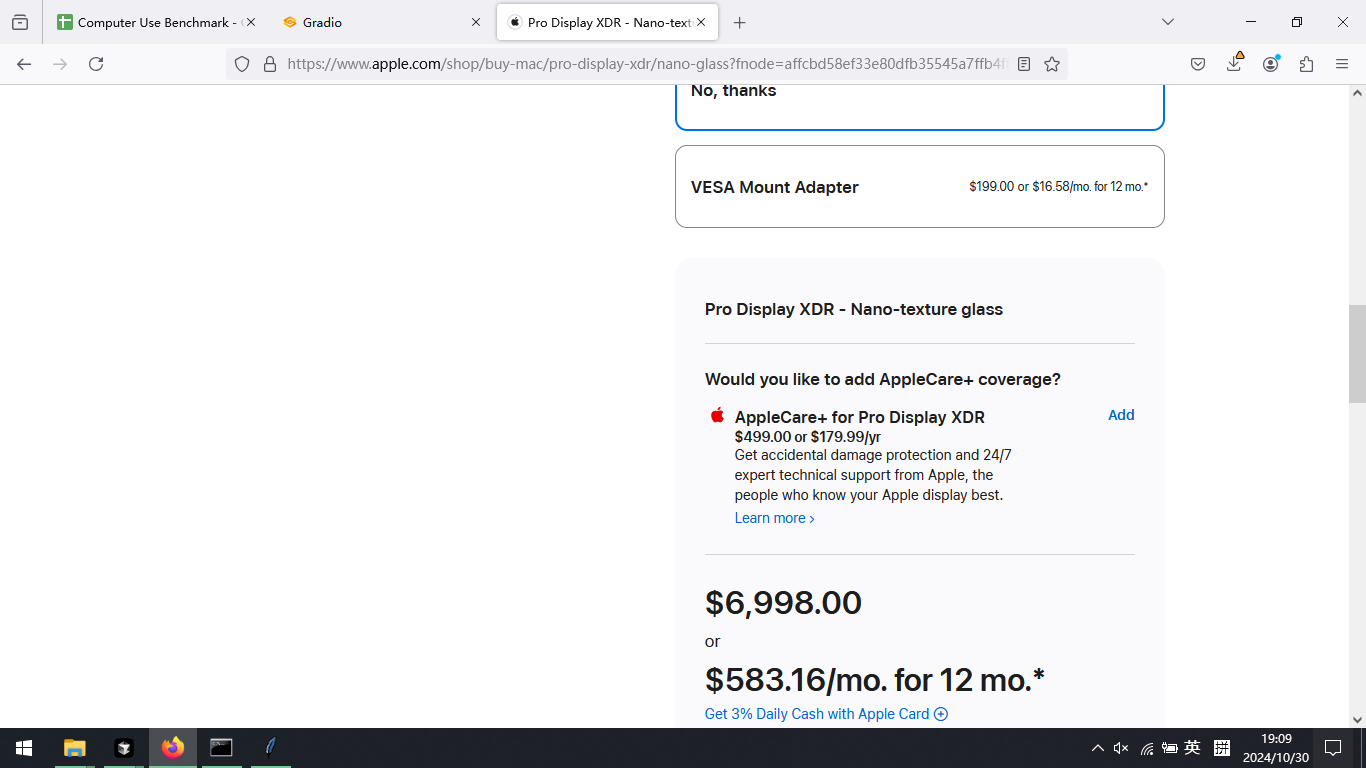 Computer Use Benchmark -
Gradio
Pro Display XDR - Nano-text
https://www.apple.com/shop/buy-mac/pro-display-xdr/nano-glass?fnode=affcbd58ef33e80dfb35545a7ffb4f
No, thanks
VESA Mount Adapter
$199.00 or $16.58/mo. for 12 mo.*
Pro Display XDR - Nano-texture glass
Would you like to add AppleCare+ coverage?
AppleCare+ for Pro Display XDR
Add
$499.00 or $179.99/yr
Get accidental damage protection and 24/7
expert technical support from Apple, the
people who know your Apple display best.
Learn more ›
$6,998.00
or
$583.16/mo. for 12 mo.*
Get 3% Daily Cash with Apple Card
英
拼
19:09
2024/10/30